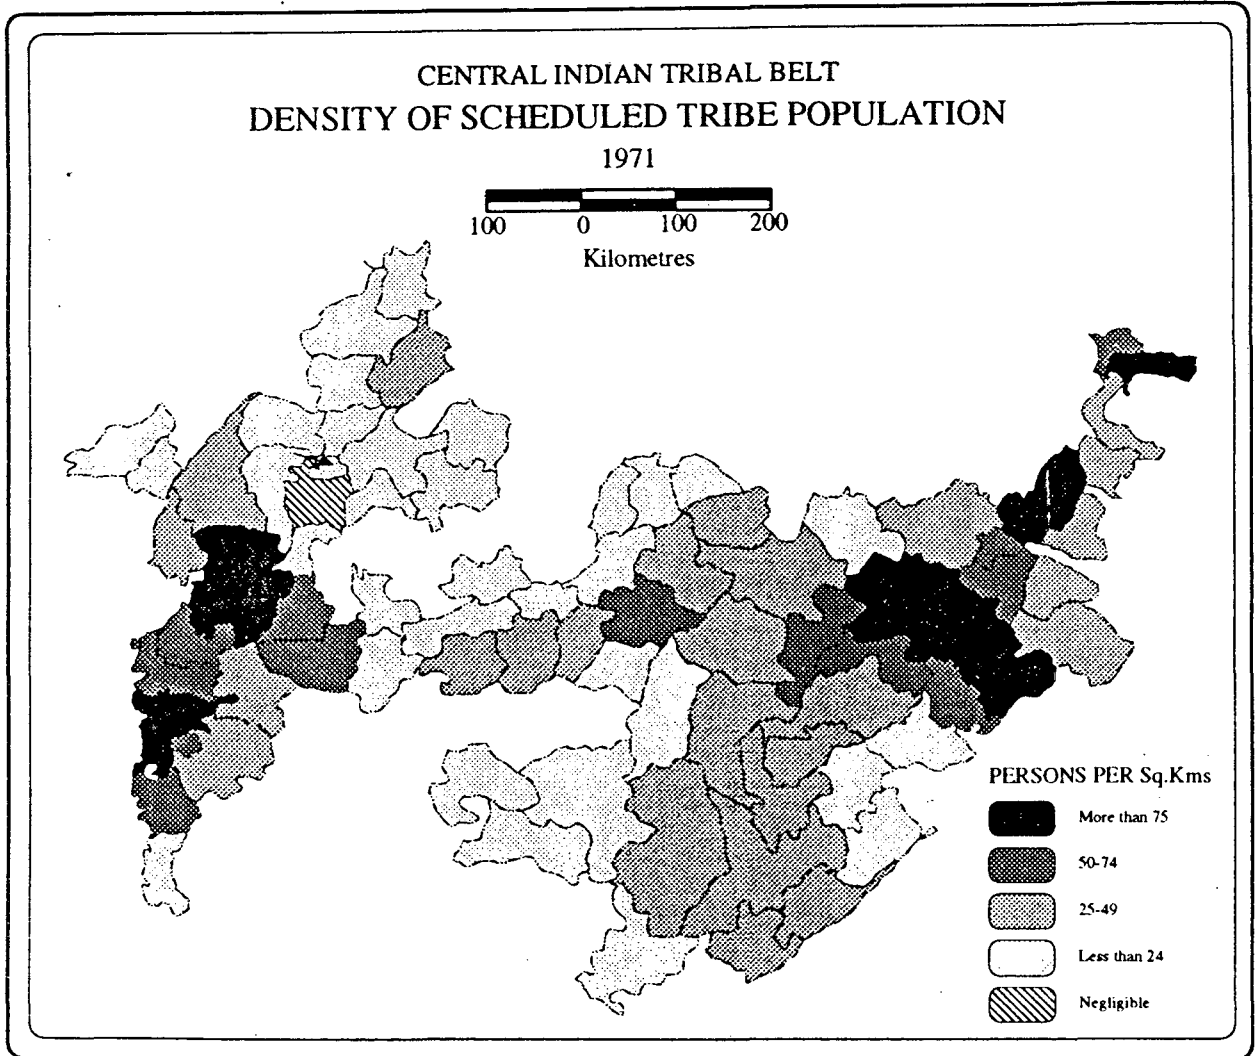 CENTRAL INDIAN TRIBAL BELT
DENSITY OF SCHEDULED TRIBE POPULATION
1971
100 0 100 200
Kilometres
PERSONS PER Sq.Kms
More than 75
50-74
25-49
Less than 24
Negligible